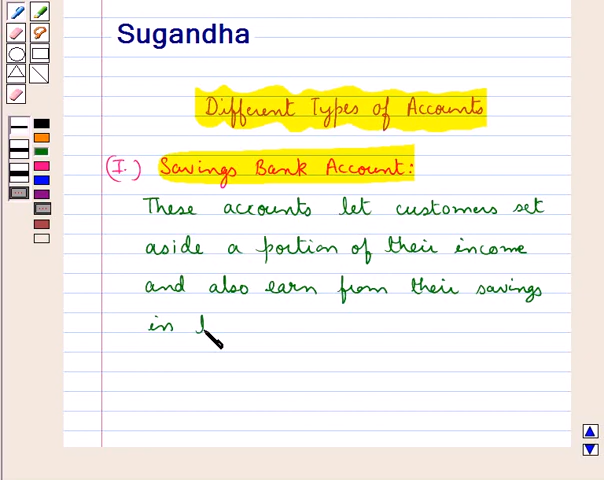 Sugandha
Different Types of Accounts
(I.) Savings Bank Account:
These accounts let customers set
aside a portion of their income
and also earn from their savings
in